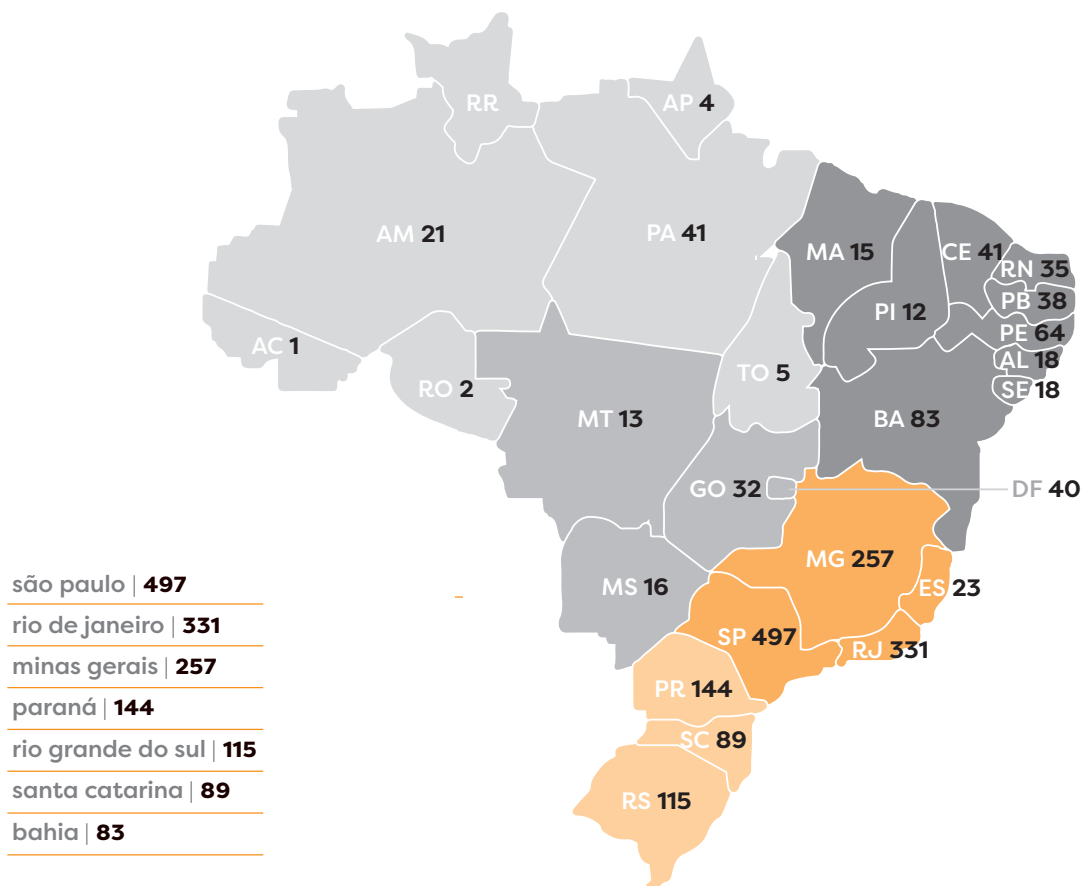 RR
AP 4
AM 21
PA 41
MA 15
CE 41
RN 35
PI 12
PB 38
PE 64
AC 1
AL 18
RO 2
TO 5
SE 18
MT 13
BA 83
GO 32
DF 40
MG 257
MS 16
ES 23
SP 497
RJ 331
PR 144
SC 89
RS 115
são paulo | 497
rio de janeiro | 331
minas gerais | 257
paraná | 144
rio grande do sul | 115
santa catarina | 89
bahia | 83